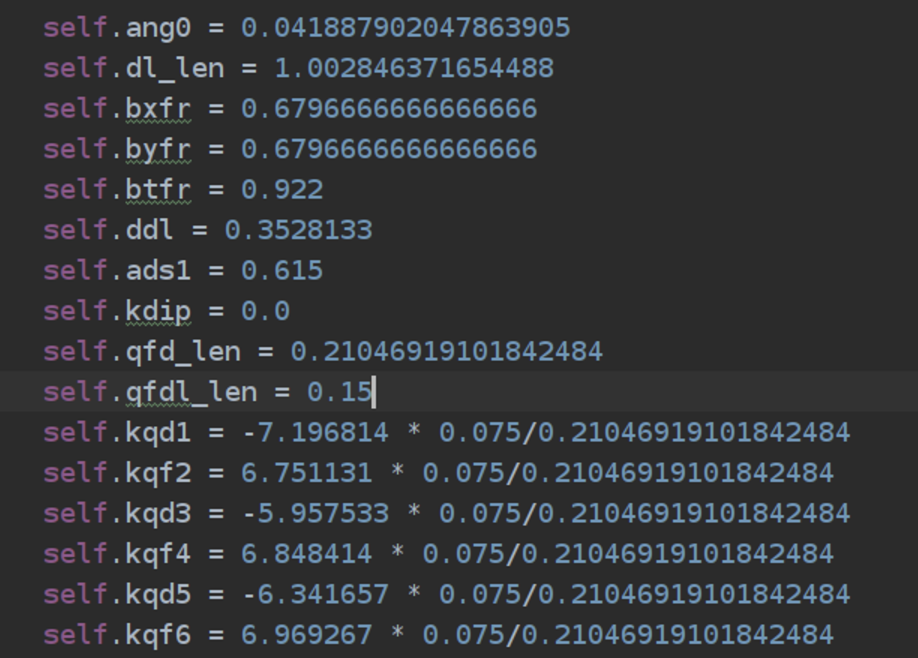 self.ang0 = 0.041887902047863905
self.dl_len = 1.002846371654488
self.bxfr = 0.6796666666666666
self.byfr = 0.6796666666666666
self.btfr = 0.922
self.ddl = 0.3528133
self.ads1 = 0.615
self.kdip = 0.0
self.qfd_len = 0.21046919101842484
self.qfdl_len = 0.15
self.kqd1 = -7.196814 * 0.075/0.21046919101842484
self.kqf2 = 6.751131 * 0.075/0.21046919101842484
self.kqd3 = -5.957533 * 0.075/0.21046919101842484
self.kqf4 = 6.848414 * 0.075/0.21046919101842484
self.kqd5 = -6.341657 * 0.075/0.21046919101842484
self.kqf6 = 6.969267 * 0.075/0.21046919101842484